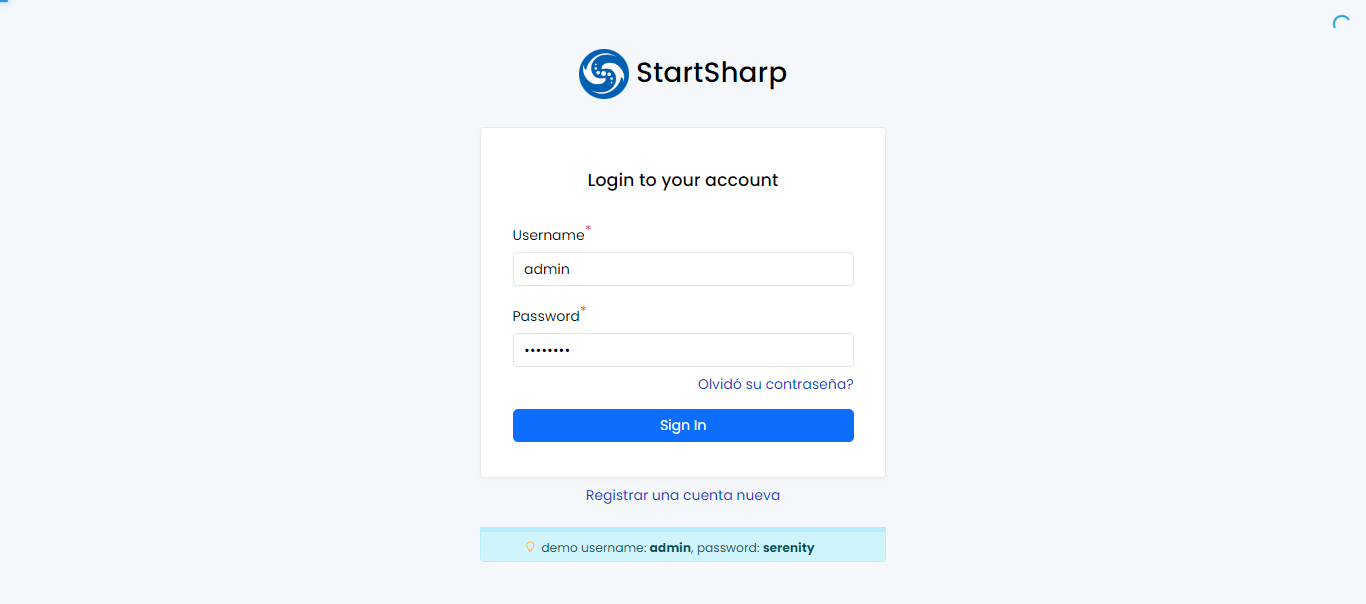 StartSharp
Login to your account
Username*
admin
Password*
••••••••
Olvidó su contraseña?
Sign In
Registrar una cuenta nueva
demo username: admin, password: serenity